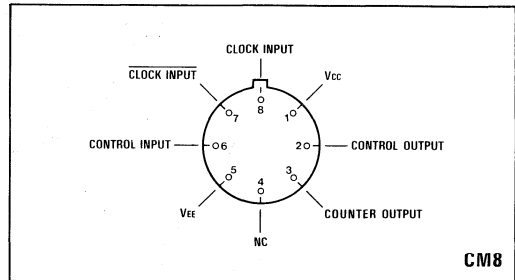 CLOCK INPUT
CLOCK INPUT
VCC
8
7
1
CONTROL INPUT
6
2
CONTROL OUTPUT
5
4
3
VEE
COUNTER OUTPUT
NC
CM8